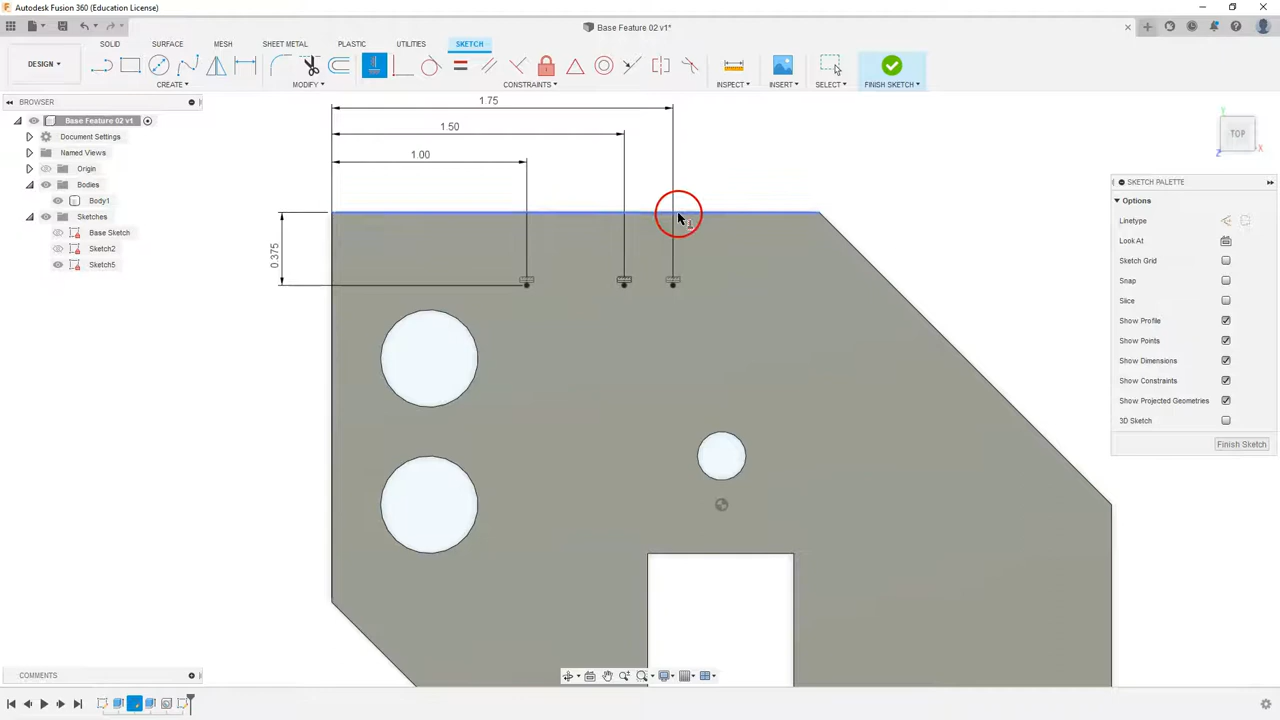 Autodesk Fusion 360 (Education License)
Base Feature 02 v1*
DESIGN
SOLID SURFACE MESH SHEET METAL PLASTIC UTILITIES SKETCH
CREATE MODIFY CONSTRAINTS INSPECT INSERT SELECT FINISH SKETCH
BROWSER
Base Feature 02 v1
Document Settings
Named Views
Origin
Bodies
Body1
Sketches
Base Sketch
Sketch2
Sketch5
1.75
1.50
1.00
0.375
TOP
Y
X
Z
SKETCH PALETTE
Options
Linetype
Look At
Sketch Grid
Snap
Slice
Show Profile
Show Points
Show Dimensions
Show Constraints
Show Projected Geometries
3D Sketch
Finish Sketch
COMMENTS